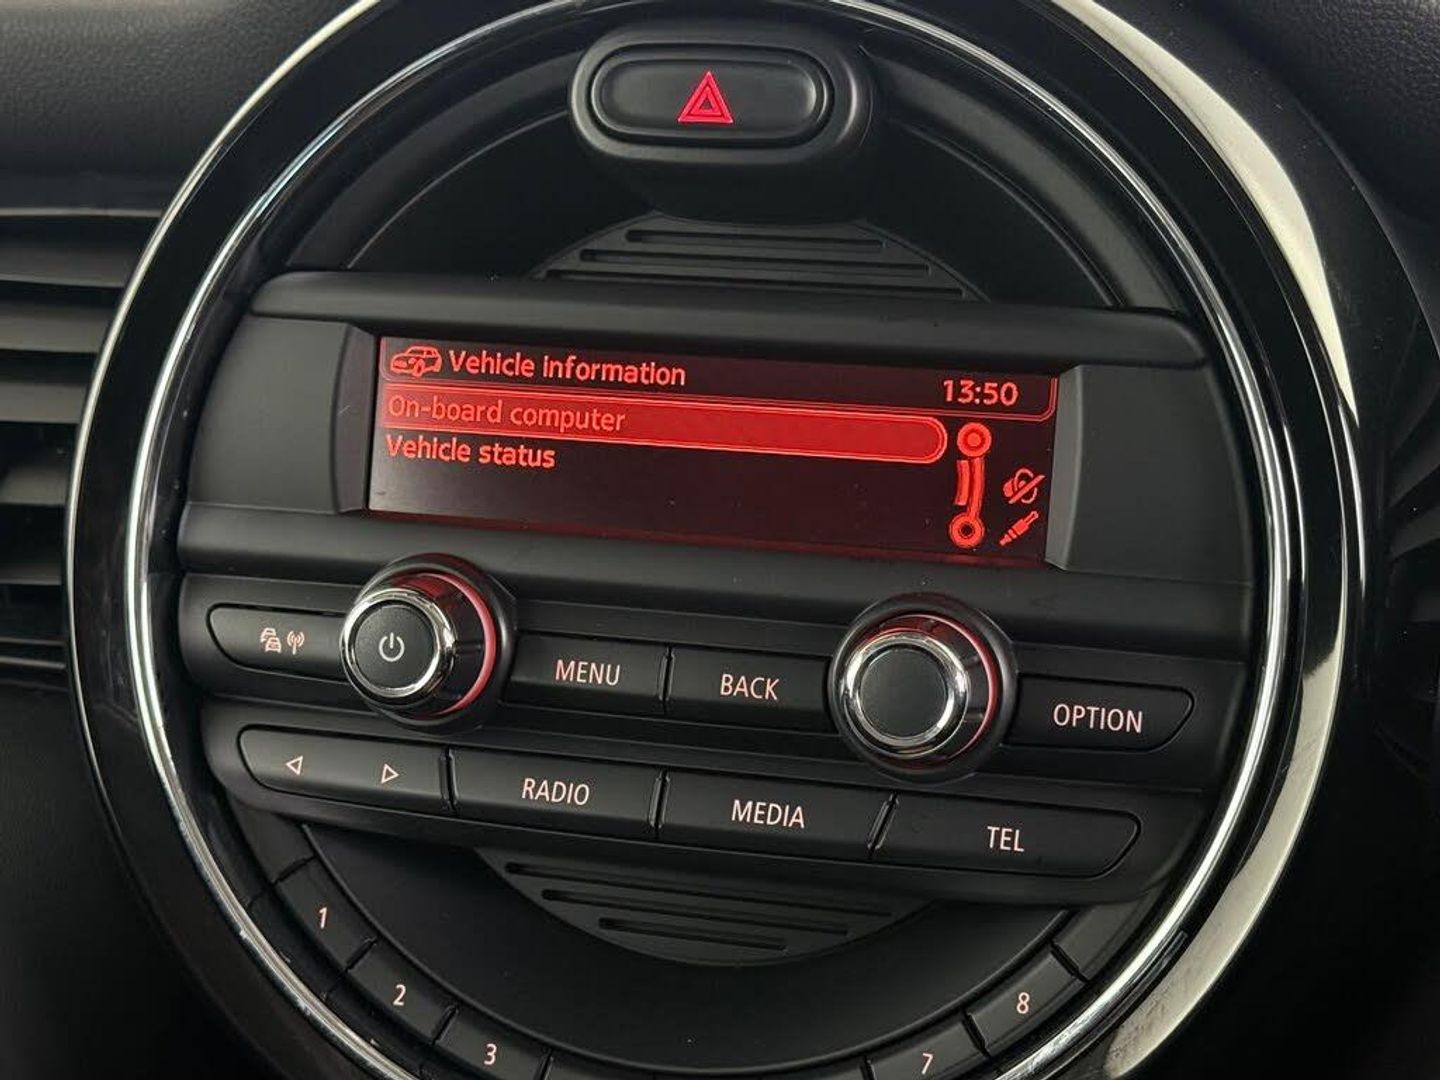 Vehicle information
13:50
On-board computer
Vehicle status
MENU
BACK
OPTION
RADIO
MEDIA
TEL
1
2
3
7
8